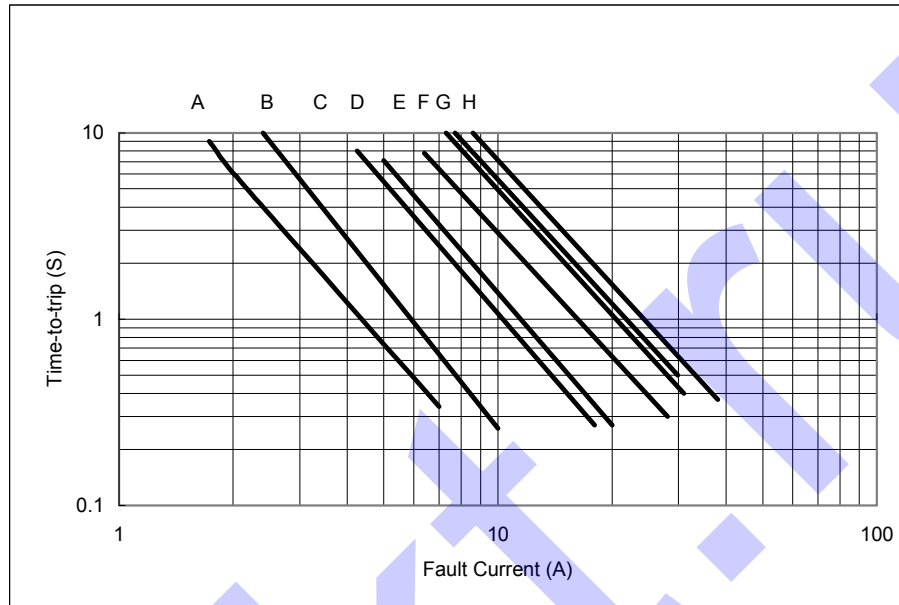 A B C D E F G H
10
1
0.1
Time-to-trip (S)
1 10 100
Fault Current (A)